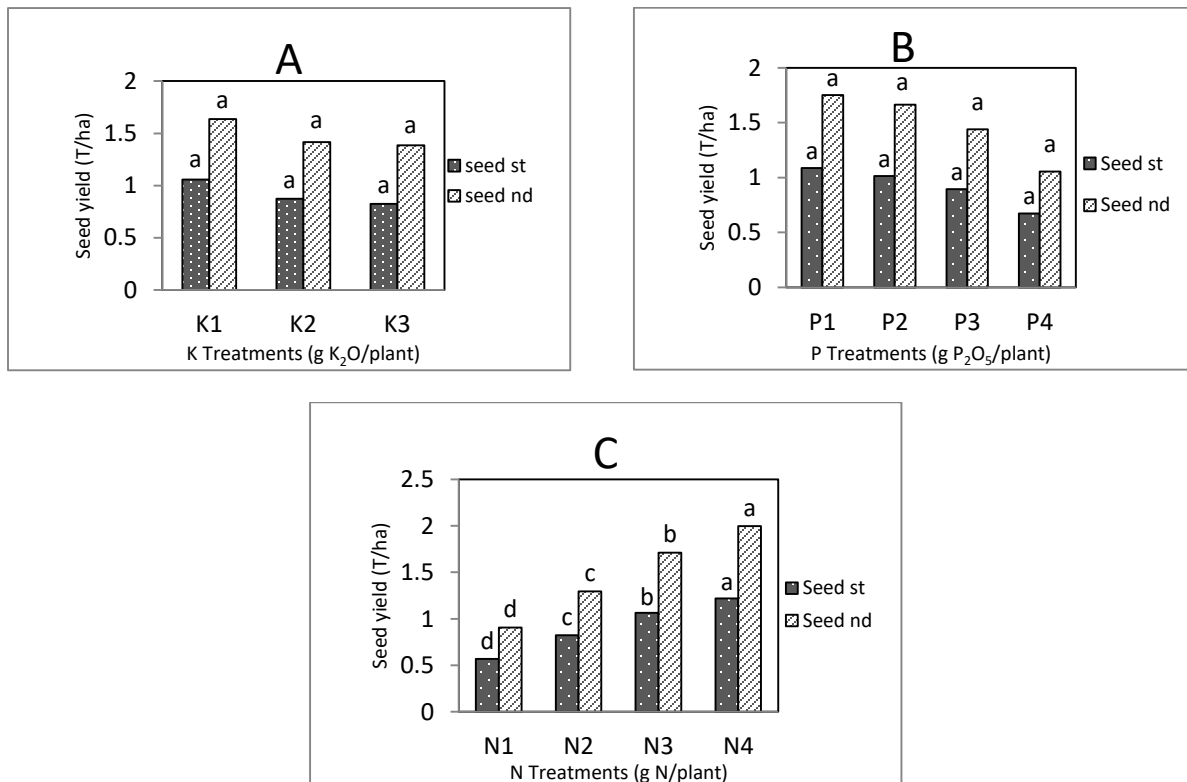 A
Seed yield (T/ha)
2
1.5
1
0.5
0
a a
a a
a a
K1 K2 K3
K Treatments (g K₂O/plant)
seed st
seed nd
B
Seed yield (T/ha)
2
1.5
1
0.5
0
a a
a a
a a
a a
P1 P2 P3 P4
P Treatments (g P₂O₅/plant)
Seed st
Seed nd
C
Seed yield (T/ha)
2.5
2
1.5
1
0.5
0
d d
c c
b b
a a
N1 N2 N3 N4
N Treatments (g N/plant)
Seed st
Seed nd